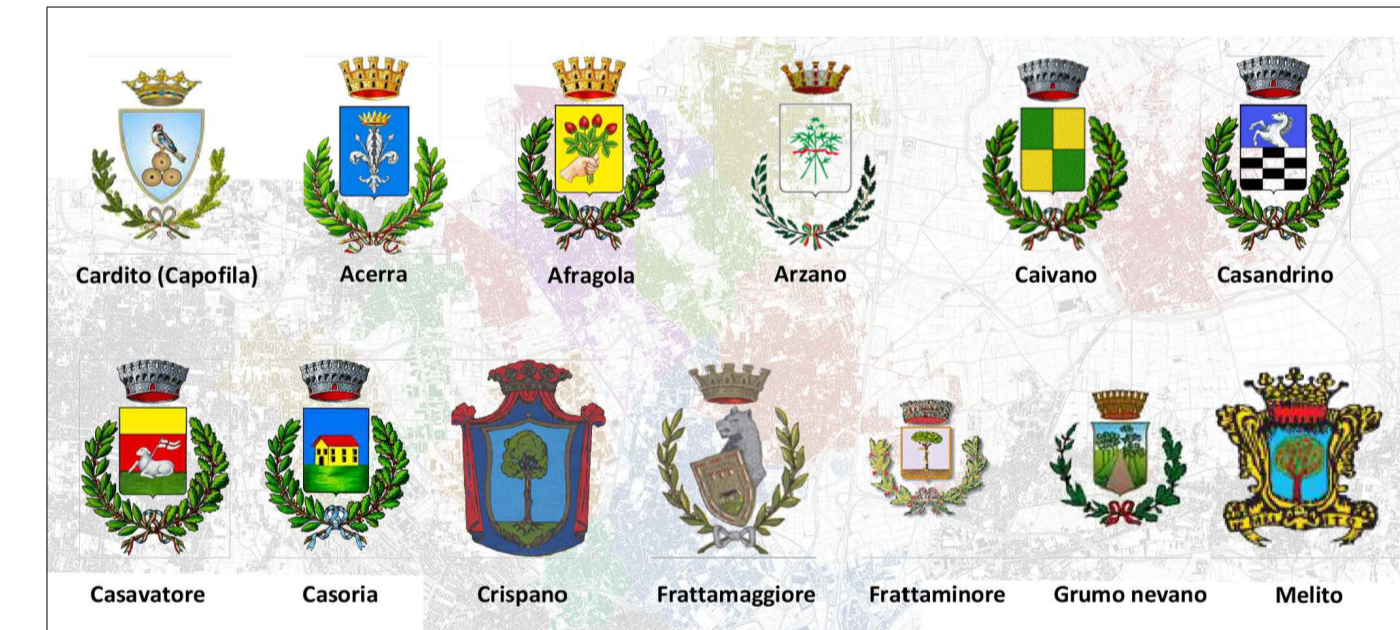 Cardito (Capofila) Acerra Afragola Arzano Caivano Casandrino
Casavatore Casoria Crispano Frattamaggiore Frattaminore Grumo nevano Melito